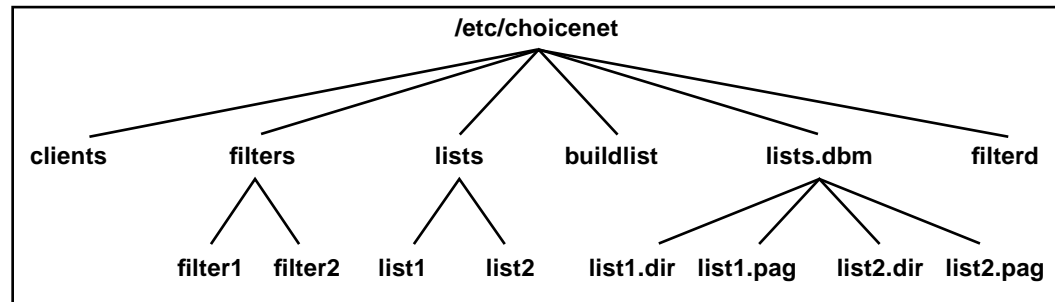 /etc/choicenet
clients filters lists buildlist lists.dbm filterd
filter1 filter2 list1 list2 list1.dir list1.pag list2.dir list2.pag